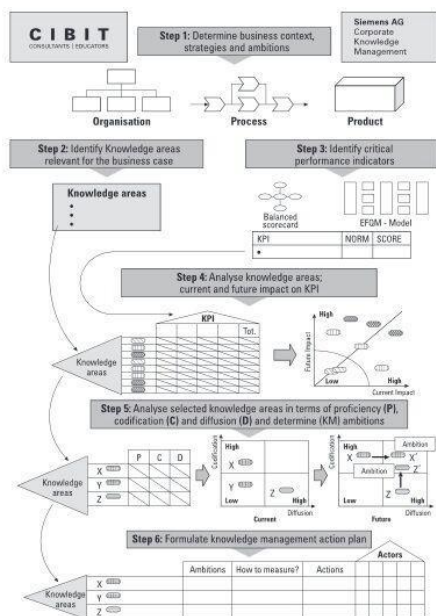 CIBIT
CONSULTANTS | EDUCATORS
Step 1: Determine business context,
strategies and ambitions
Siemens AG
Corporate
Knowledge
Management
Organisation
Process
Product
Step 2: Identify Knowledge areas
relevant for the business case
Step 3: Identify critical
performance indicators
Knowledge areas
Balanced
scorecard
EFQM - Model
KPI NORM SCORE
Step 4: Analyse knowledge areas;
current and future impact on KPI
KPI
Tot.
Knowledge
areas
High
Future Impact
Low
High
Current Impact
Step 5: Analyse selected knowledge areas in terms of proficiency (P),
codification (C) and diffusion (D) and determine (KM) ambitions
Knowledge
areas
P C D
X
Y
Z
Codification
High
X
Y
Z
Low
High
Diffusion
Current
Codification
High
Ambition
X X'
Ambition
Z'
Z
Low
High
Diffusion
Future
Step 6: Formulate knowledge management action plan
Actors
Ambitions How to measure? Actions
Knowledge
areas
X
Y
Z